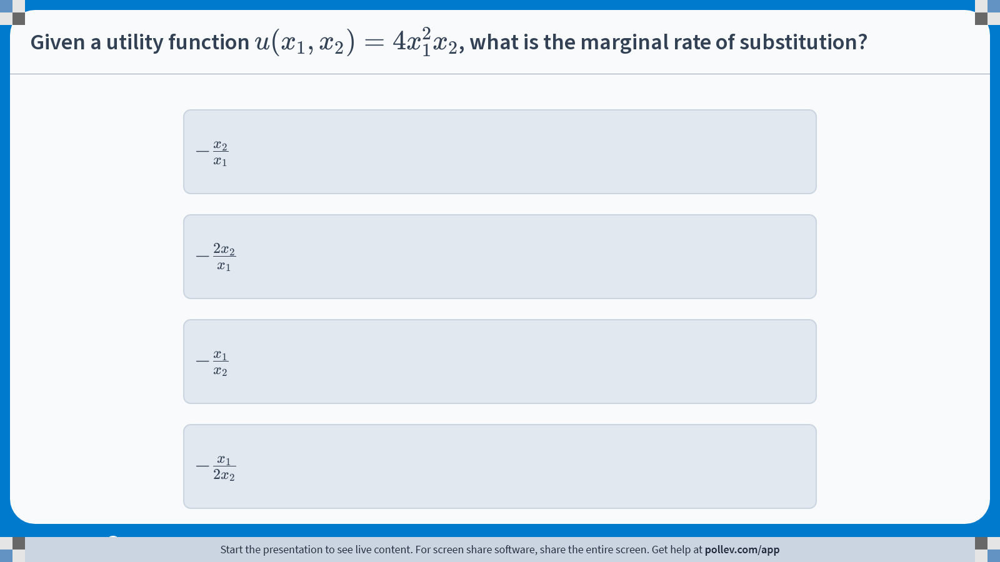 Given a utility function $u(x_1, x_2) = 4x_1^2x_2$, what is the marginal rate of substitution?
$-\frac{x_2}{x_1}$
$-\frac{2x_2}{x_1}$
$-\frac{x_1}{x_2}$
$-\frac{x_1}{2x_2}$
Start the presentation to see live content. For screen share software, share the entire screen. Get help at pollev.com/app